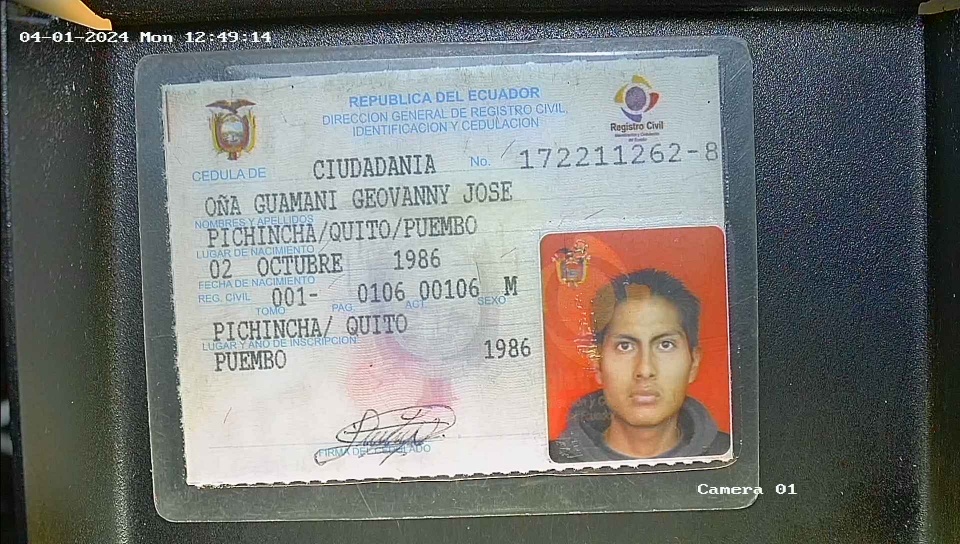 04-01-2024 Mon 12:49:14
REPUBLICA DEL ECUADOR
DIRECCION GENERAL DE REGISTRO CIVIL,
IDENTIFICACION Y CEDULACION
Registro Civil
CEDULA DE CIUDADANIA No. 172211262-8
OÑA GUAMANI GEOVANNY JOSE
NOMBRES Y APELLIDOS
PICHINCHA/QUITO/PUEMBO
LUGAR DE NACIMIENTO
02 OCTUBRE 1986
FECHA DE NACIMIENTO
REG. CIVIL 001- 0106 00106 M
TOMO PAG. ACT. SEXO
PICHINCHA/ QUITO
LUGAR Y AÑO DE INSCRIPCION
PUEMBO 1986
FIRMA DEL CEDULADO
Camera 01